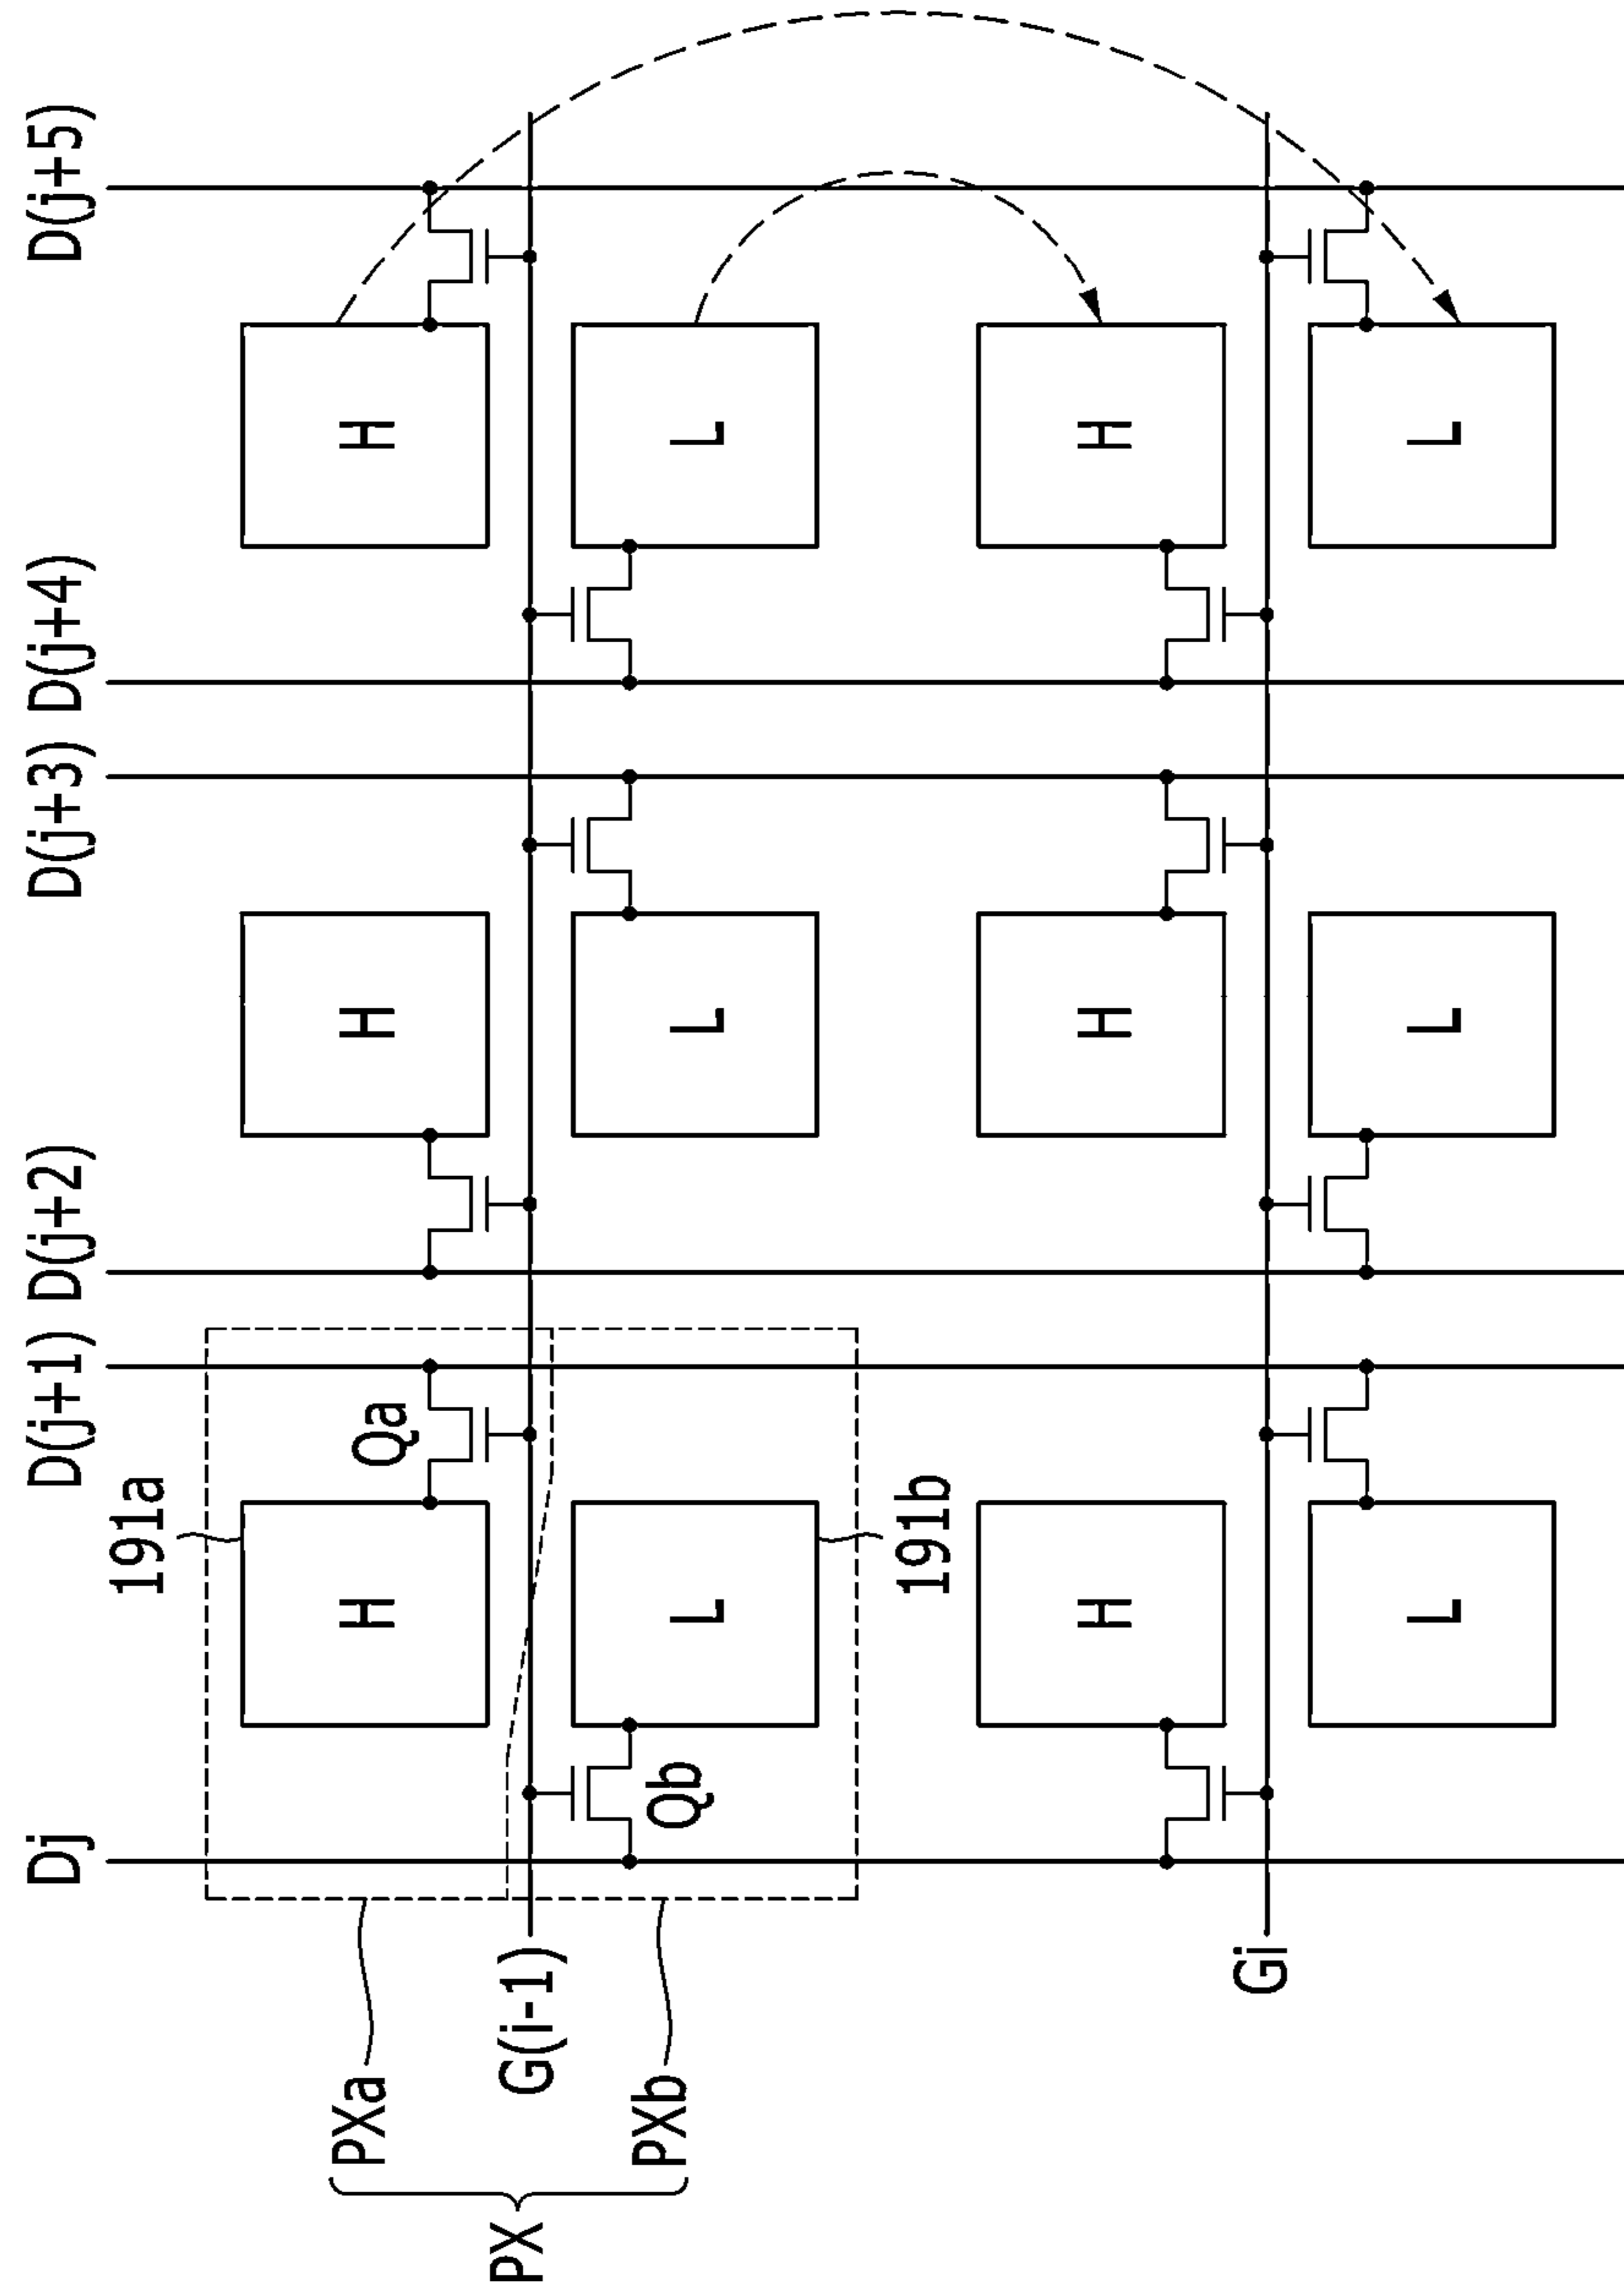 Dj D(j+1) D(j+2) D(j+3) D(j+4) D(j+5)
191a
PXa H Qa H H
PX G(i-1)
PXb Qb L L L
191b
H H H
Gi
L L L